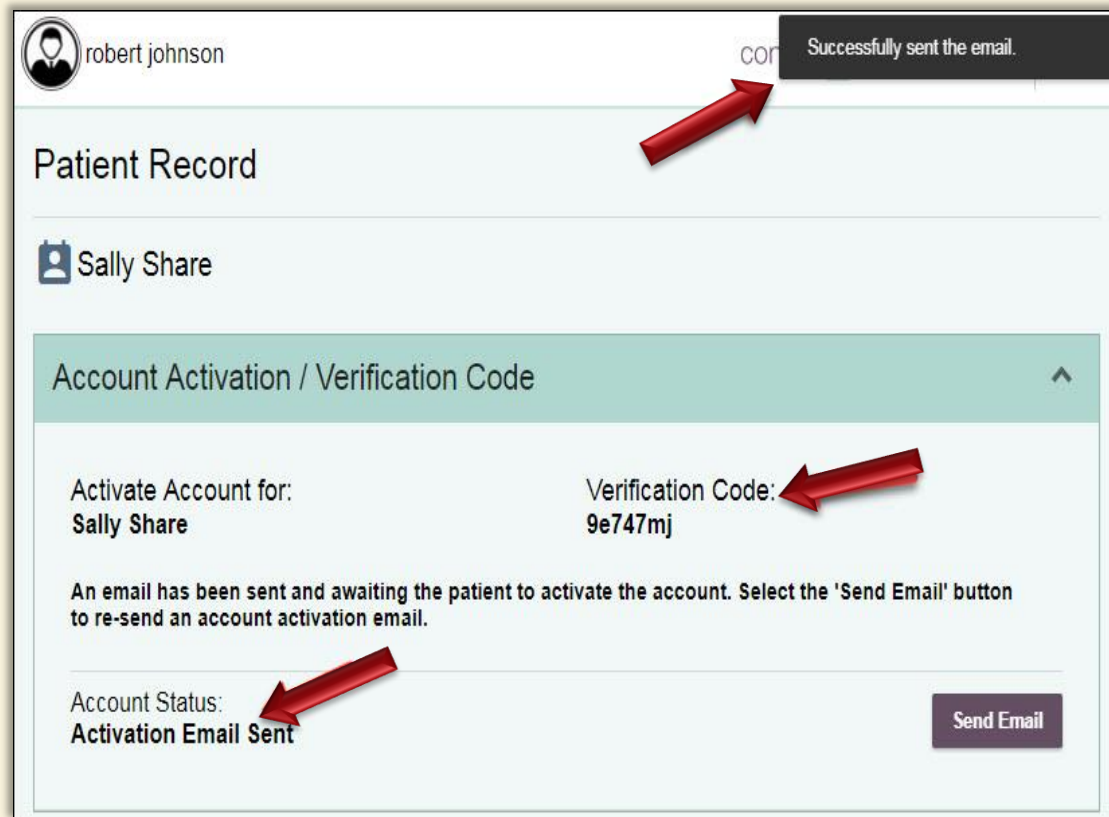 robert johnson
Successfully sent the email.
Patient Record
Sally Share
Account Activation / Verification Code
Activate Account for:
Sally Share
Verification Code:
9e747mj
An email has been sent and awaiting the patient to activate the account. Select the 'Send Email' button
to re-send an account activation email.
Account Status:
Activation Email Sent
Send Email